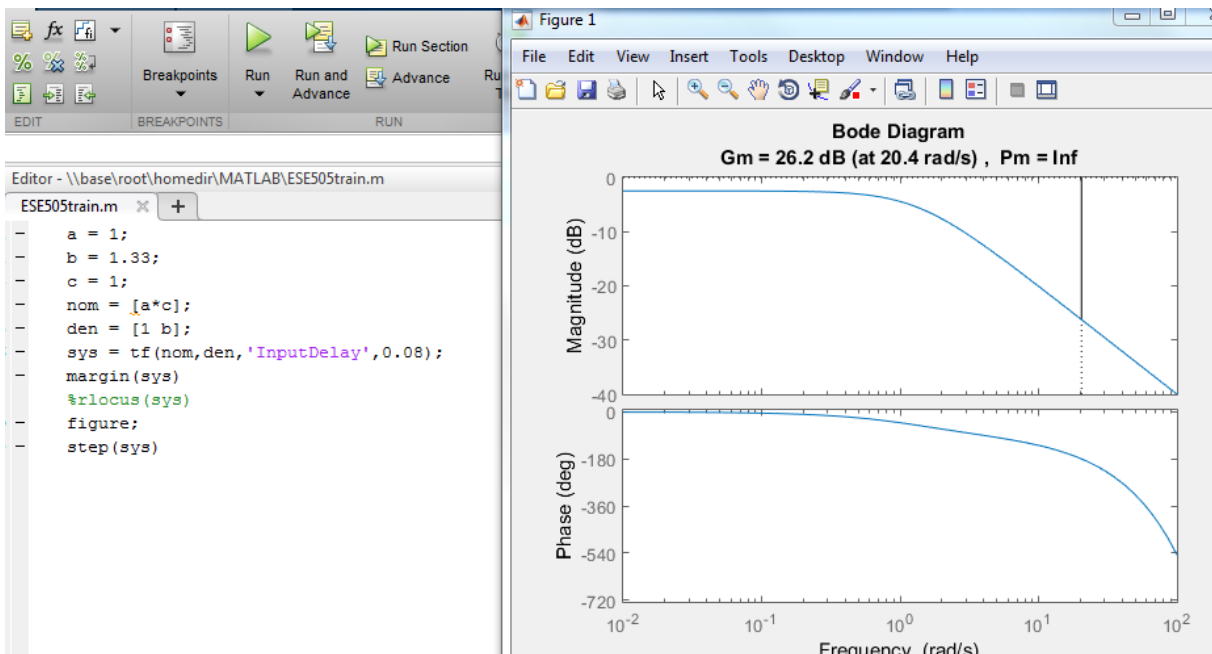 fx
Breakpoints
Run
Run and
Advance
Run Section
Advance
EDIT
BREAKPOINTS
RUN
Editor - \\base\root\homedir\MATLAB\ESE505train.m
ESE505train.m
a = 1;
b = 1.33;
c = 1;
nom = [a*c];
den = [1 b];
sys = tf(nom,den,'InputDelay',0.08);
margin(sys)
%rlocus(sys)
figure;
step(sys)
Figure 1
File Edit View Insert Tools Desktop Window Help
Bode Diagram
Gm = 26.2 dB (at 20.4 rad/s) , Pm = Inf
Magnitude (dB)
0
-10
-20
-30
-40
Phase (deg)
0
-180
-360
-540
-720
10^-2 10^-1 10^0 10^1 10^2
Frequency (rad/s)